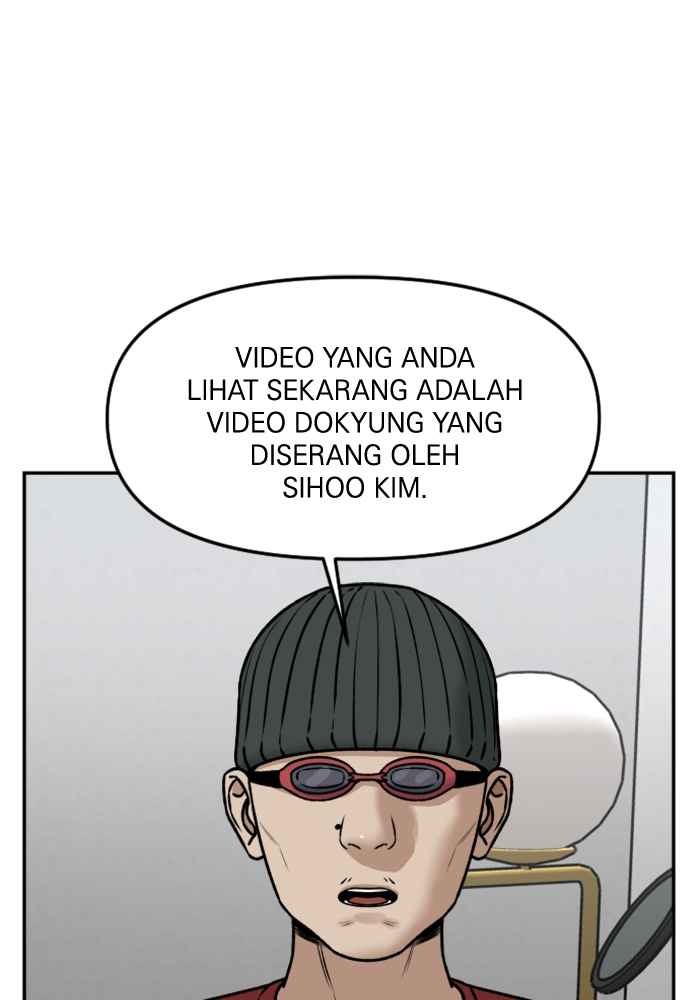 VIDEO YANG ANDA
LIHAT SEKARANG ADALAH
VIDEO DOKYUNG YANG
DISERANG OLEH
SIHOO KIM.